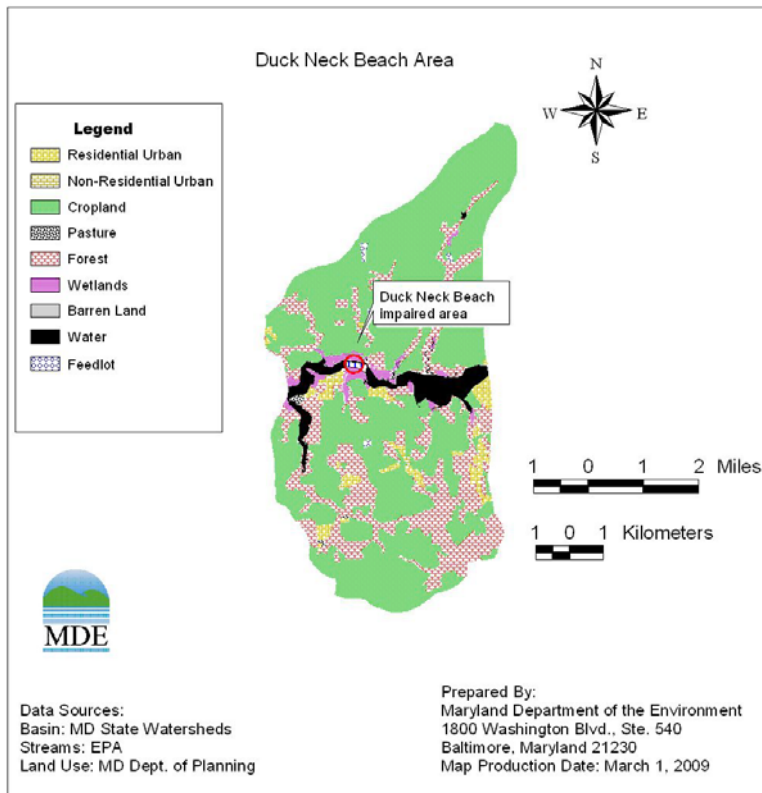 Duck Neck Beach Area
N
W
E
S
Legend
Residential Urban
Non-Residential Urban
Cropland
Pasture
Forest
Wetlands
Barren Land
Water
Feedlot
Duck Neck Beach
impaired area
1 0 1 2 Miles
1 0 1 Kilometers
MDE
Data Sources:
Basin: MD State Watersheds
Streams: EPA
Land Use: MD Dept. of Planning
Prepared By:
Maryland Department of the Environment
1800 Washington Blvd., Ste. 540
Baltimore, Maryland 21230
Map Production Date: March 1, 2009